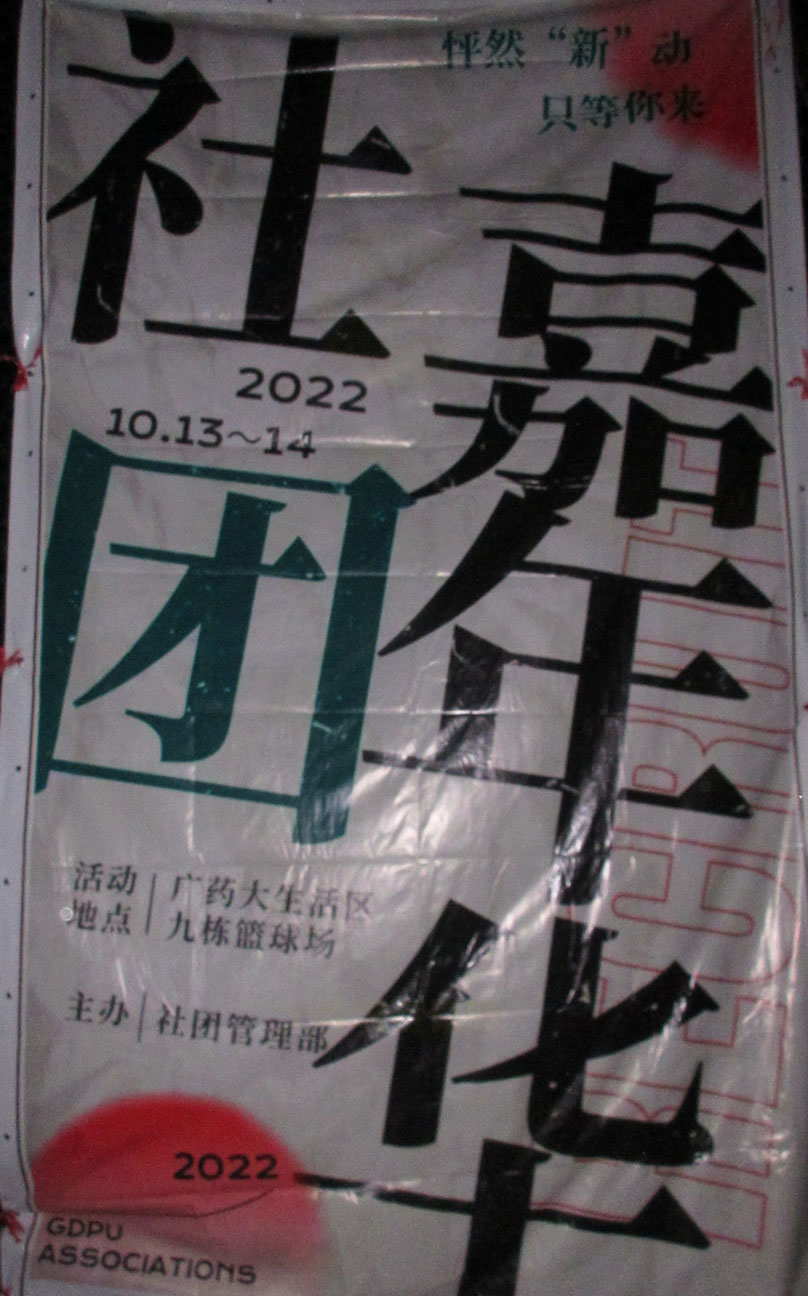 怦然“新”动
只等你来
社团
嘉年华
2022
10.13～14
RECRUIT
活动地点 | 广药大生活区九栋篮球场
主办 | 社团管理部
2022
GDPU
ASSOCIATIONS